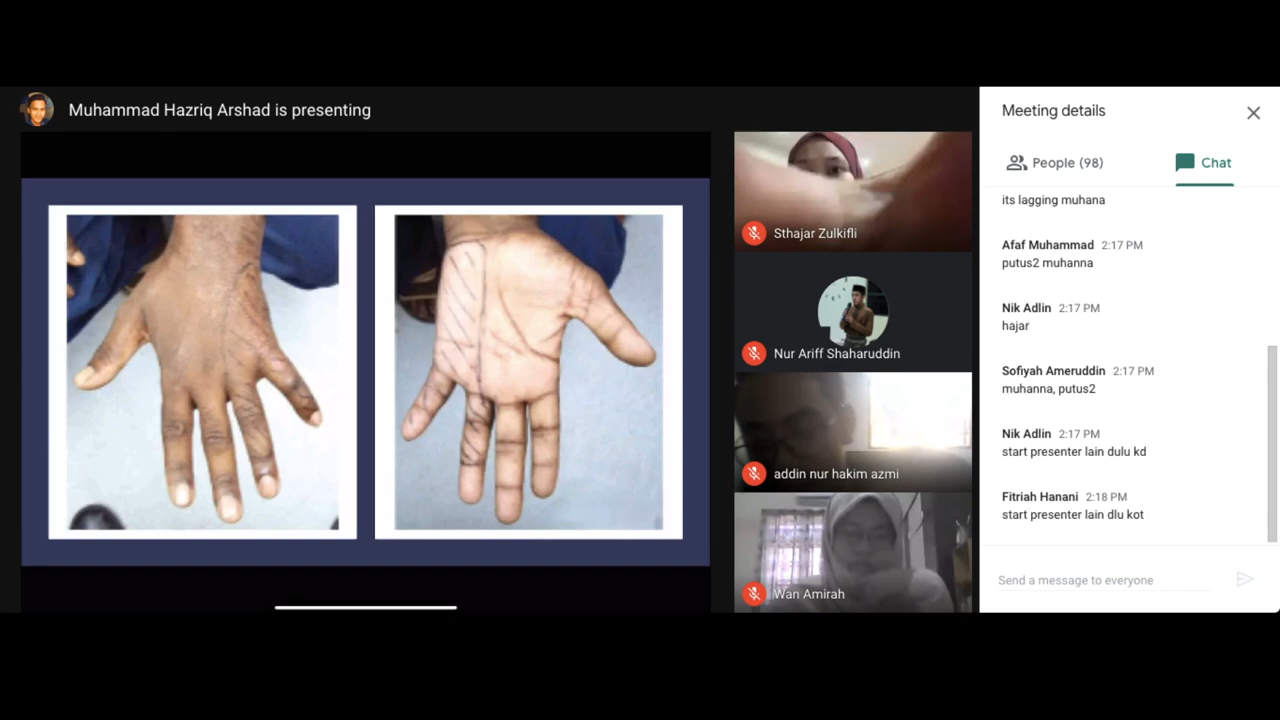 Muhammad Hazriq Arshad is presenting
Sthajar Zulkifli
Nur Ariff Shaharuddin
addin nur hakim azmi
Wan Amirah
Meeting details
People (98)
Chat
its lagging muhana
Afaf Muhammad 2:17 PM
putus2 muhanna
Nik Adlin 2:17 PM
hajar
Sofiyah Ameruddin 2:17 PM
muhanna, putus2
Nik Adlin 2:17 PM
start presenter lain dulu kd
Fitriah Hanani 2:18 PM
start presenter lain dlu kot
Send a message to everyone